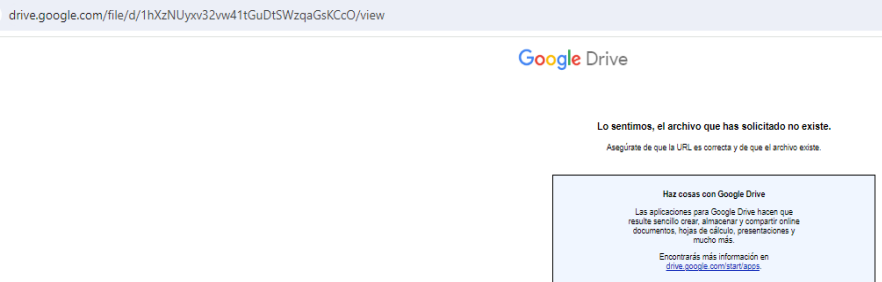 drive.google.com/file/d/1hXzNUyxv32vw41tGuDtSWzqaGsKCcO/view
Google Drive
Lo sentimos, el archivo que has solicitado no existe.
Asegúrate de que la URL es correcta y de que el archivo existe.
Haz cosas con Google Drive
Las aplicaciones para Google Drive hacen que
resulte sencillo crear, almacenar y compartir online
documentos, hojas de cálculo, presentaciones y
mucho más.
Encontrarás más información en
drive.google.com/start/apps.